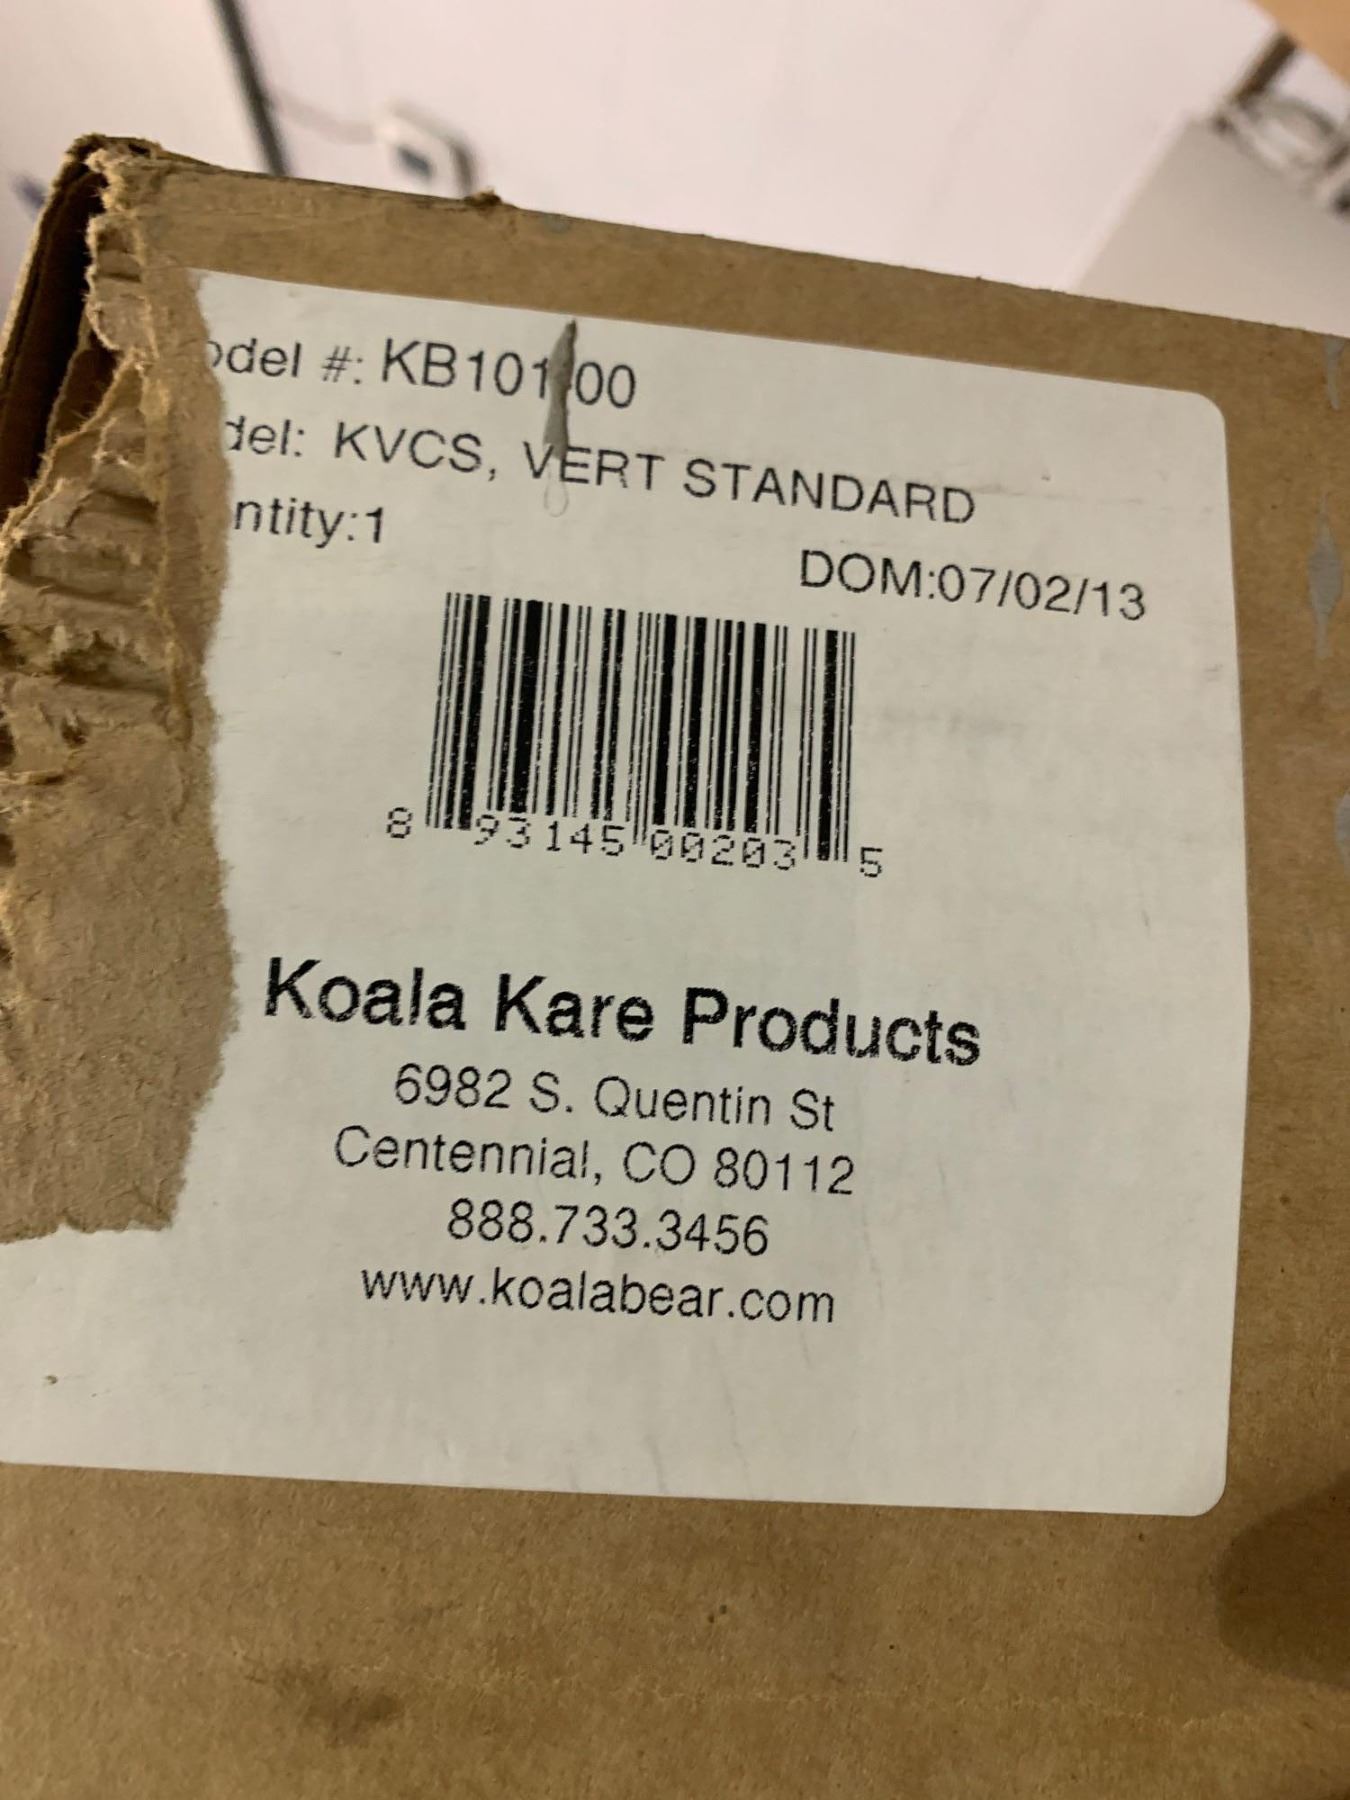 odel #: KB101-00
del: KVCS, VERT STANDARD
ntity:1
DOM:07/02/13
8 93145 00203 5
Koala Kare Products
6982 S. Quentin St
Centennial, CO 80112
888.733.3456
www.koalabear.com